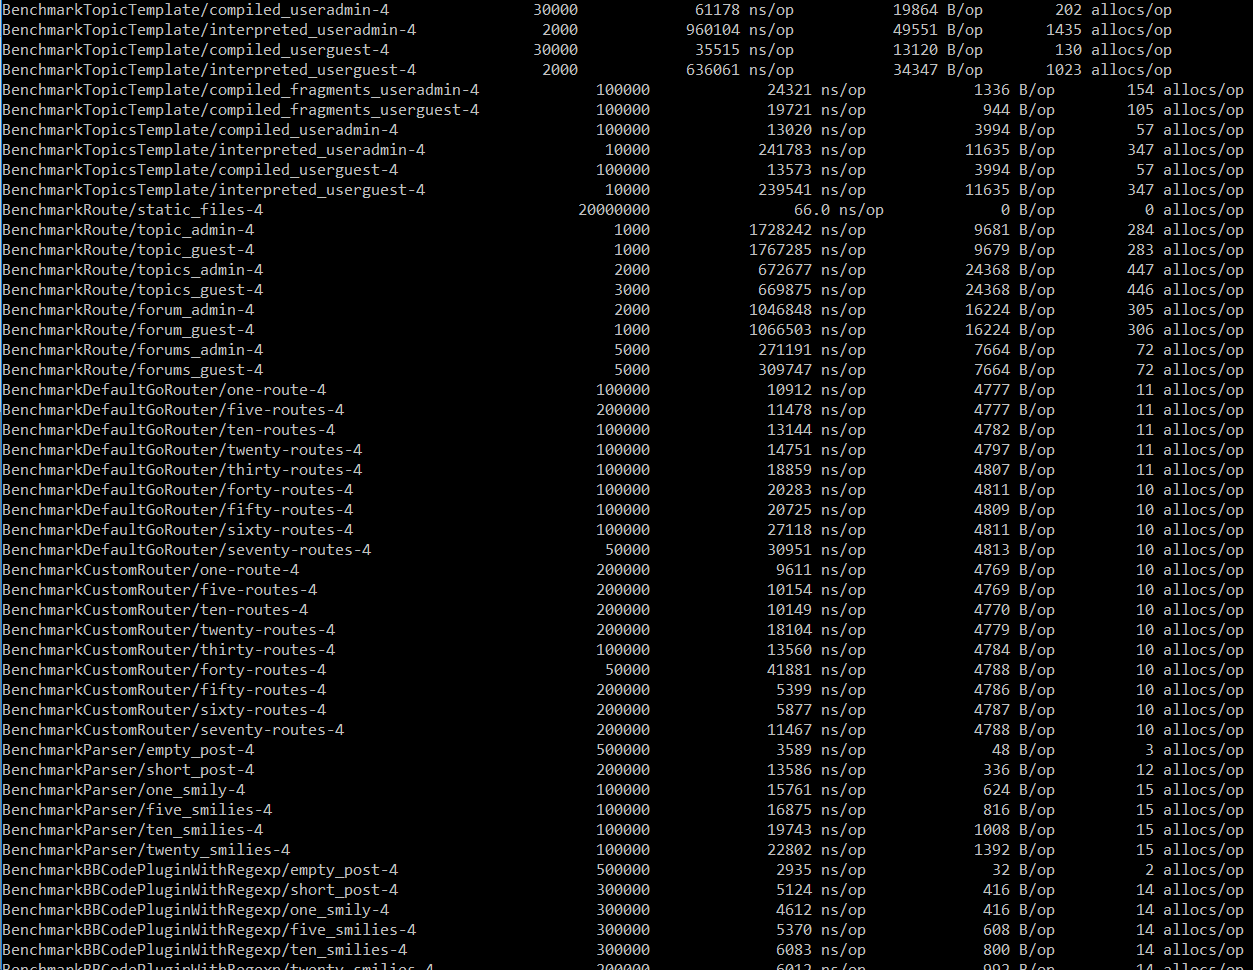 BenchmarkTopicTemplate/compiled_useradmin-4 30000 61178 ns/op 19864 B/op 202 allocs/op
BenchmarkTopicTemplate/interpreted_useradmin-4 2000 960104 ns/op 49551 B/op 1435 allocs/op
BenchmarkTopicTemplate/compiled_userguest-4 30000 35515 ns/op 13120 B/op 130 allocs/op
BenchmarkTopicTemplate/interpreted_userguest-4 2000 636061 ns/op 34347 B/op 1023 allocs/op
BenchmarkTopicTemplate/compiled_fragments_useradmin-4 100000 24321 ns/op 1336 B/op 154 allocs/op
BenchmarkTopicTemplate/compiled_fragments_userguest-4 100000 19721 ns/op 944 B/op 105 allocs/op
BenchmarkTopicsTemplate/compiled_useradmin-4 100000 13020 ns/op 3994 B/op 57 allocs/op
BenchmarkTopicsTemplate/interpreted_useradmin-4 10000 241783 ns/op 11635 B/op 347 allocs/op
BenchmarkTopicsTemplate/compiled_userguest-4 100000 13573 ns/op 3994 B/op 57 allocs/op
BenchmarkTopicsTemplate/interpreted_userguest-4 10000 239541 ns/op 11635 B/op 347 allocs/op
BenchmarkRoute/static_files-4 20000000 66.0 ns/op 0 B/op 0 allocs/op
BenchmarkRoute/topic_admin-4 1000 1728242 ns/op 9681 B/op 284 allocs/op
BenchmarkRoute/topic_guest-4 1000 1767285 ns/op 9679 B/op 283 allocs/op
BenchmarkRoute/topics_admin-4 2000 672677 ns/op 24368 B/op 447 allocs/op
BenchmarkRoute/topics_guest-4 3000 669875 ns/op 24368 B/op 446 allocs/op
BenchmarkRoute/forum_admin-4 2000 1046848 ns/op 16224 B/op 305 allocs/op
BenchmarkRoute/forum_guest-4 1000 1066503 ns/op 16224 B/op 306 allocs/op
BenchmarkRoute/forums_admin-4 5000 271191 ns/op 7664 B/op 72 allocs/op
BenchmarkRoute/forums_guest-4 5000 309747 ns/op 7664 B/op 72 allocs/op
BenchmarkDefaultGoRouter/one-route-4 100000 10912 ns/op 4777 B/op 11 allocs/op
BenchmarkDefaultGoRouter/five-routes-4 200000 11478 ns/op 4777 B/op 11 allocs/op
BenchmarkDefaultGoRouter/ten-routes-4 100000 13144 ns/op 4782 B/op 11 allocs/op
BenchmarkDefaultGoRouter/twenty-routes-4 100000 14751 ns/op 4797 B/op 11 allocs/op
BenchmarkDefaultGoRouter/thirty-routes-4 100000 18859 ns/op 4807 B/op 11 allocs/op
BenchmarkDefaultGoRouter/forty-routes-4 100000 20283 ns/op 4811 B/op 10 allocs/op
BenchmarkDefaultGoRouter/fifty-routes-4 100000 20725 ns/op 4809 B/op 10 allocs/op
BenchmarkDefaultGoRouter/sixty-routes-4 100000 27118 ns/op 4811 B/op 10 allocs/op
BenchmarkDefaultGoRouter/seventy-routes-4 50000 30951 ns/op 4813 B/op 10 allocs/op
BenchmarkCustomRouter/one-route-4 200000 9611 ns/op 4769 B/op 10 allocs/op
BenchmarkCustomRouter/five-routes-4 200000 10154 ns/op 4769 B/op 10 allocs/op
BenchmarkCustomRouter/ten-routes-4 200000 10149 ns/op 4770 B/op 10 allocs/op
BenchmarkCustomRouter/twenty-routes-4 200000 18104 ns/op 4779 B/op 10 allocs/op
BenchmarkCustomRouter/thirty-routes-4 100000 13560 ns/op 4784 B/op 10 allocs/op
BenchmarkCustomRouter/forty-routes-4 50000 41881 ns/op 4788 B/op 10 allocs/op
BenchmarkCustomRouter/fifty-routes-4 200000 5399 ns/op 4786 B/op 10 allocs/op
BenchmarkCustomRouter/sixty-routes-4 200000 5877 ns/op 4787 B/op 10 allocs/op
BenchmarkCustomRouter/seventy-routes-4 200000 11467 ns/op 4788 B/op 10 allocs/op
BenchmarkParser/empty_post-4 500000 3589 ns/op 48 B/op 3 allocs/op
BenchmarkParser/short_post-4 200000 13586 ns/op 336 B/op 12 allocs/op
BenchmarkParser/one_smily-4 100000 15761 ns/op 624 B/op 15 allocs/op
BenchmarkParser/five_smilies-4 100000 16875 ns/op 816 B/op 15 allocs/op
BenchmarkParser/ten_smilies-4 100000 19743 ns/op 1008 B/op 15 allocs/op
BenchmarkParser/twenty_smilies-4 100000 22802 ns/op 1392 B/op 15 allocs/op
BenchmarkBBCodePluginWithRegexp/empty_post-4 500000 2935 ns/op 32 B/op 2 allocs/op
BenchmarkBBCodePluginWithRegexp/short_post-4 300000 5124 ns/op 416 B/op 14 allocs/op
BenchmarkBBCodePluginWithRegexp/one_smily-4 300000 4612 ns/op 416 B/op 14 allocs/op
BenchmarkBBCodePluginWithRegexp/five_smilies-4 300000 5370 ns/op 608 B/op 14 allocs/op
BenchmarkBBCodePluginWithRegexp/ten_smilies-4 300000 6083 ns/op 800 B/op 14 allocs/op
BenchmarkBBCodePluginWithRegexp/twenty_smilies-4 200000 6012 ns/op 992 B/op 14 allocs/op